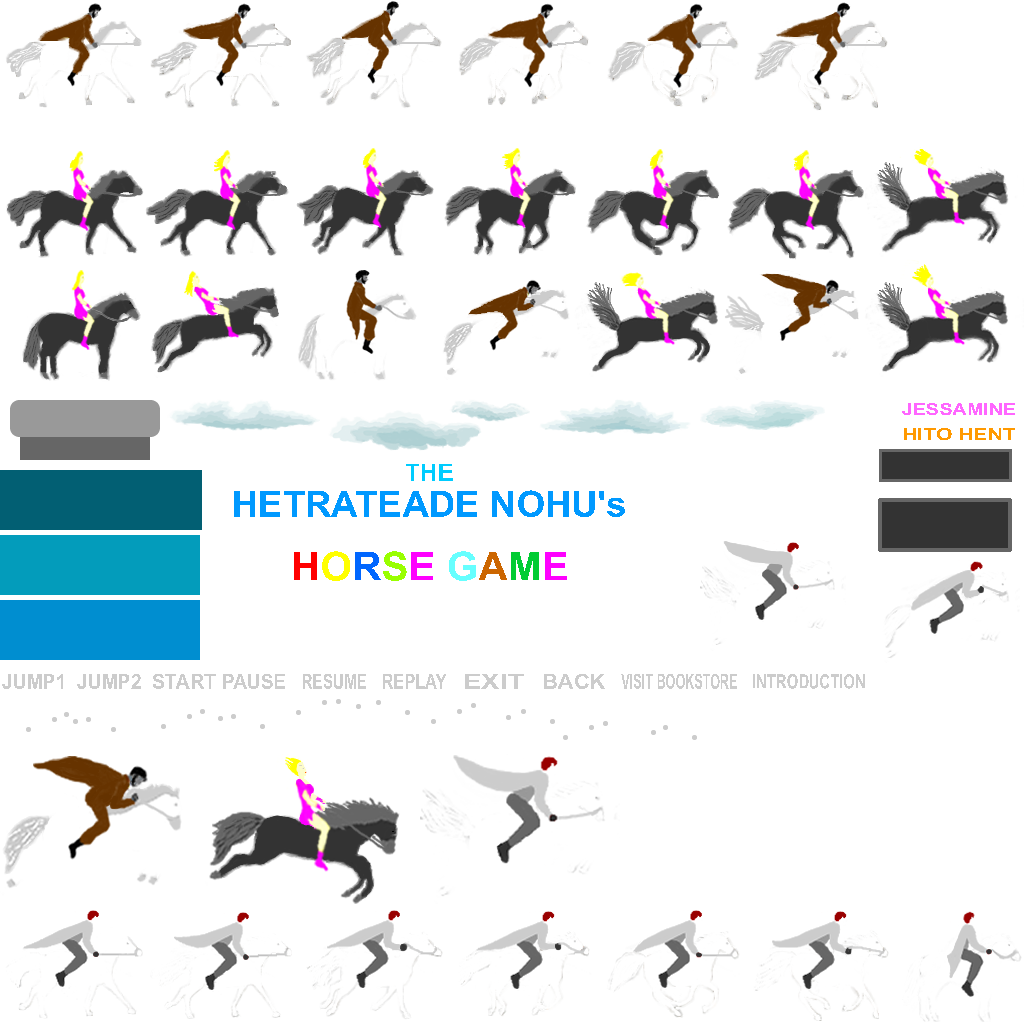 JESSAMINE
HITO HENT
THE
HETRATEADE NOHU's
HORSE GAME
JUMP1 JUMP2 START PAUSE RESUME REPLAY EXIT BACK VISIT BOOKSTORE INTRODUCTION